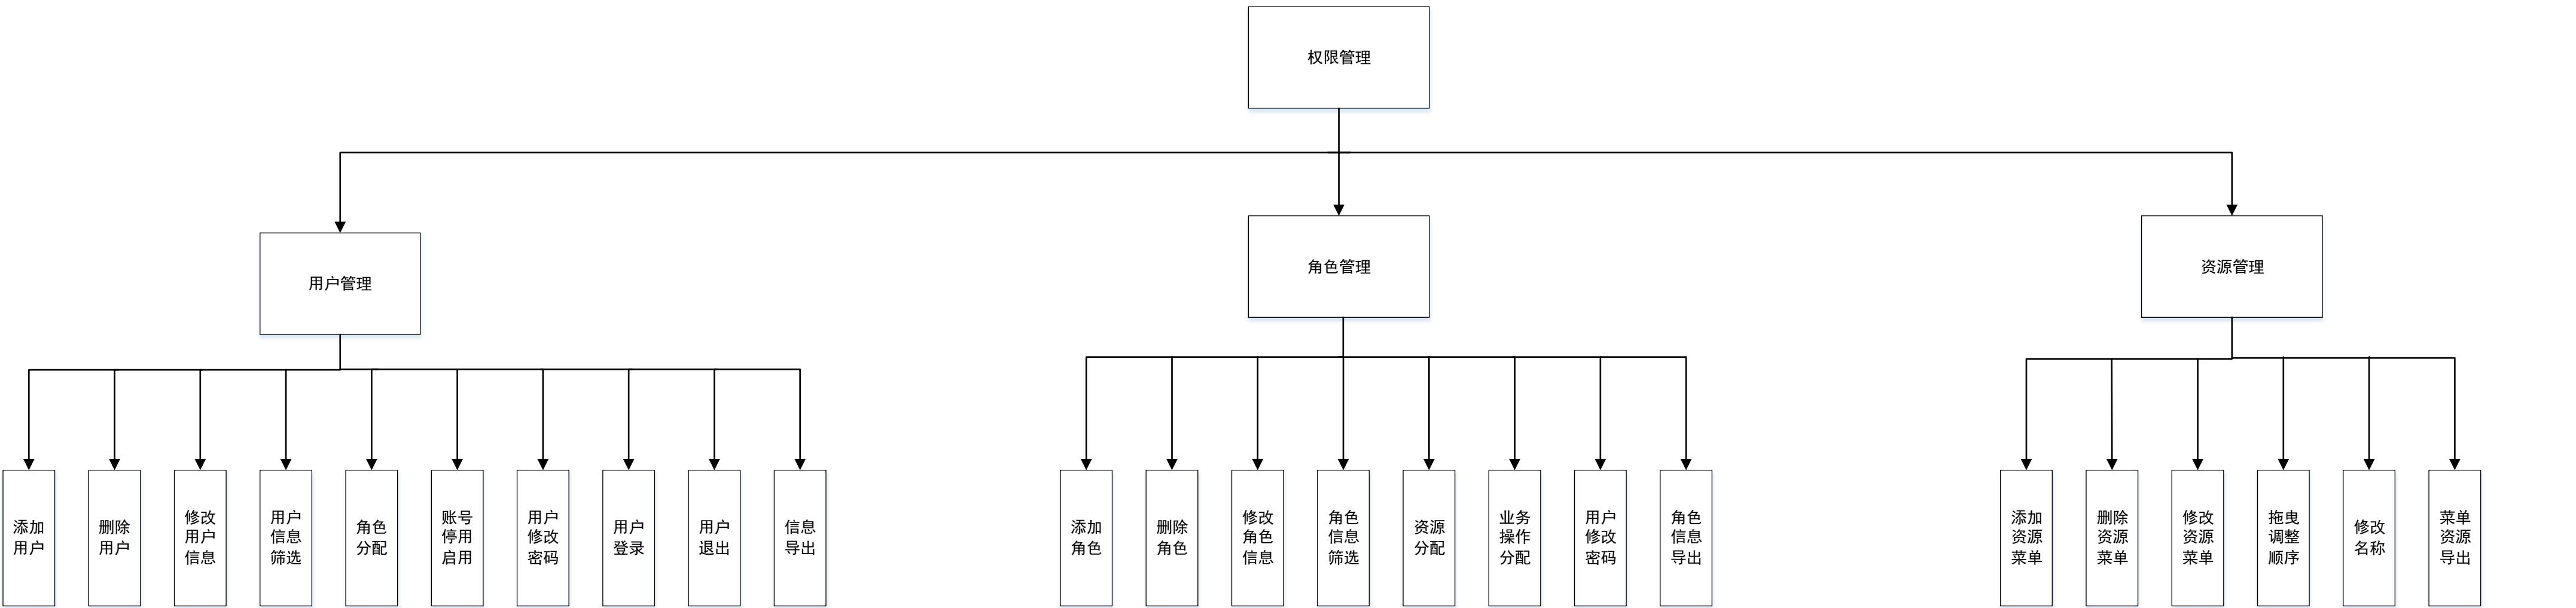 权限管理
用户管理
角色管理
资源管理
添加
用户
删除
用户
修改
用户
信息
用户
信息
筛选
角色
分配
账号
停用
启用
用户
修改
密码
用户
登录
用户
退出
信息
导出
添加
角色
删除
角色
修改
角色
信息
角色
信息
筛选
资源
分配
业务
操作
分配
用户
修改
密码
角色
信息
导出
添加
资源
菜单
删除
资源
菜单
修改
资源
菜单
拖曳
调整
顺序
修改
名称
菜单
资源
导出